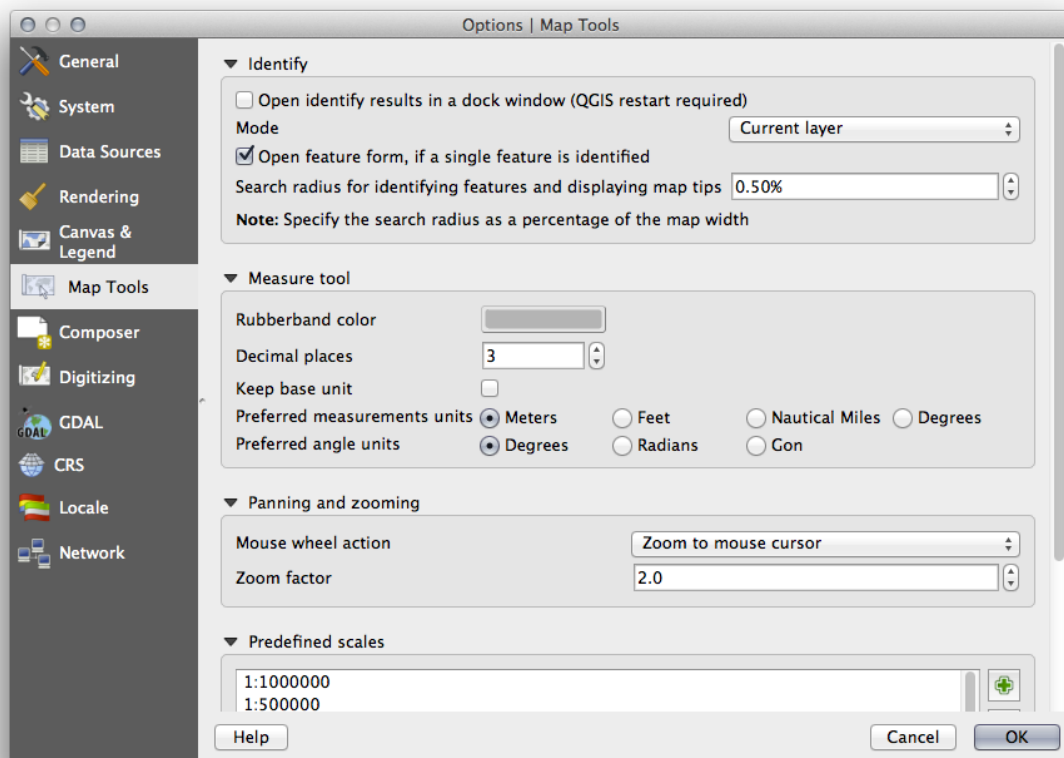 Options | Map Tools
General
System
Data Sources
Rendering
Canvas &
Legend
Map Tools
Composer
Digitizing
GDAL
GDAL
CRS
Locale
Network
Identify
Open identify results in a dock window (QGIS restart required)
Mode Current layer
Open feature form, if a single feature is identified
Search radius for identifying features and displaying map tips 0.50%
Note: Specify the search radius as a percentage of the map width
Measure tool
Rubberband color
Decimal places 3
Keep base unit
Preferred measurements units Meters Feet Nautical Miles Degrees
Preferred angle units Degrees Radians Gon
Panning and zooming
Mouse wheel action Zoom to mouse cursor
Zoom factor 2.0
Predefined scales
1:1000000
1:500000
Help Cancel OK